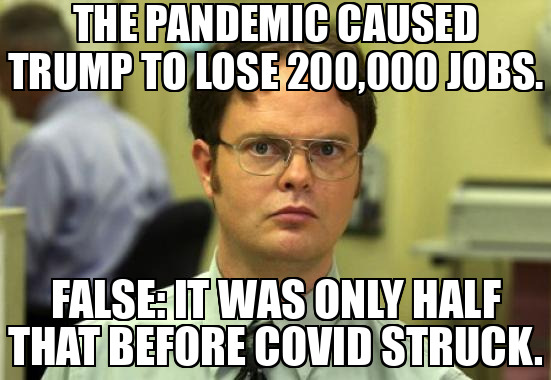 THE PANDEMIC CAUSED
TRUMP TO LOSE 200,000 JOBS.
FALSE: IT WAS ONLY HALF
THAT BEFORE COVID STRUCK.